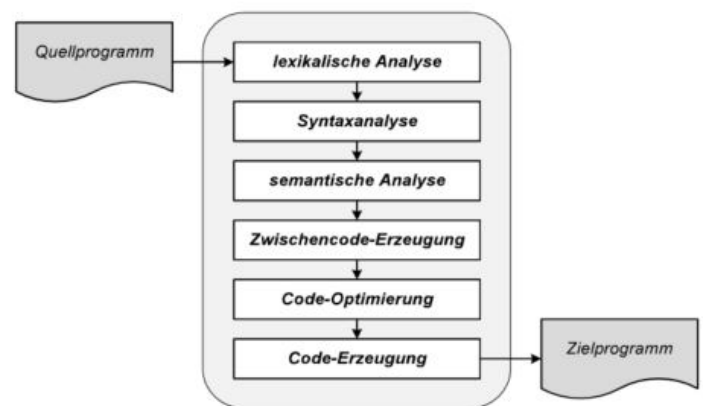 Quellprogramm
lexikalische Analyse
Syntaxanalyse
semantische Analyse
Zwischencode-Erzeugung
Code-Optimierung
Code-Erzeugung
Zielprogramm